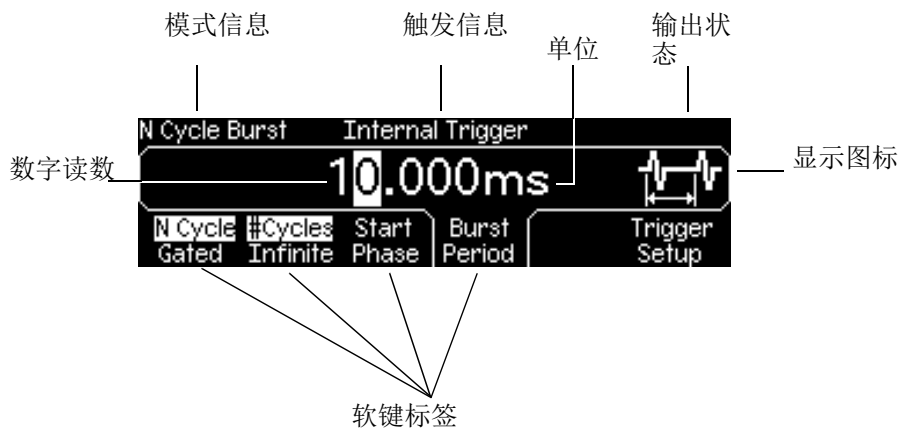 模式信息
触发信息
单位
输出状
态
N Cycle Burst Internal Trigger
数字读数
10.000ms
显示图标
N Cycle #Cycles Start Burst Trigger
Gated Infinite Phase Period Setup
软键标签